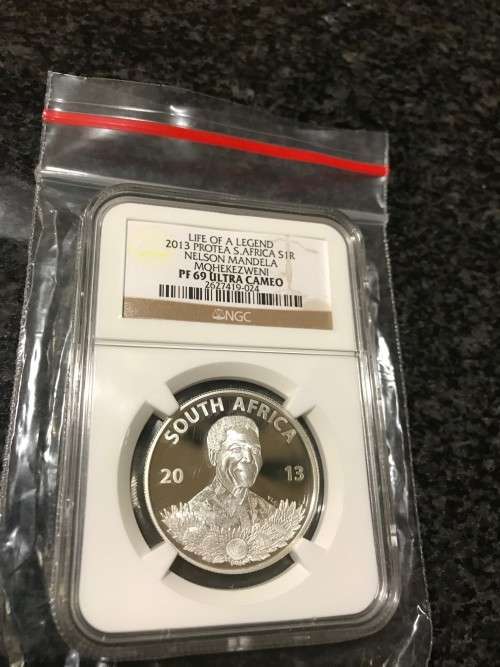 LIFE OF A LEGEND
2013 PROTEA S.AFRICA S1R
NELSON MANDELA
MQHEKEZWENI
PF 69 ULTRA CAMEO
2627419-024
NGC
SOUTH AFRICA
20 13